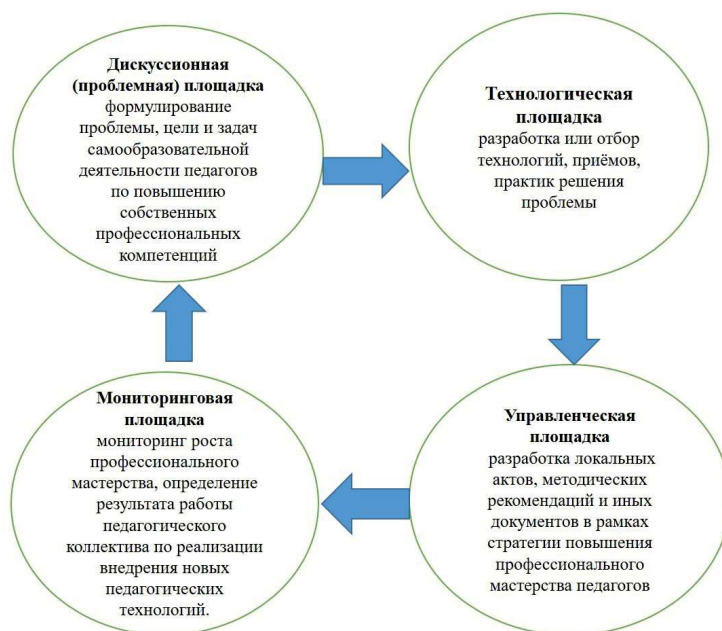 Дискуссионная
(проблемная) площадка
формулирование
проблемы, цели и задач
самообразовательной
деятельности педагогов
по повышению
собственных
профессиональных
компетенций
Технологическая
площадка
разработка или отбор
технологий, приёмов,
практик решения
проблемы
Мониторинговая
площадка
мониторинг роста
профессионального
мастерства, определение
результата работы
педагогического
коллектива по реализации
внедрения новых
педагогических
технологий.
Управленческая
площадка
разработка локальных
актов, методических
рекомендаций и иных
документов в рамках
стратегии повышения
профессионального
мастерства педагогов